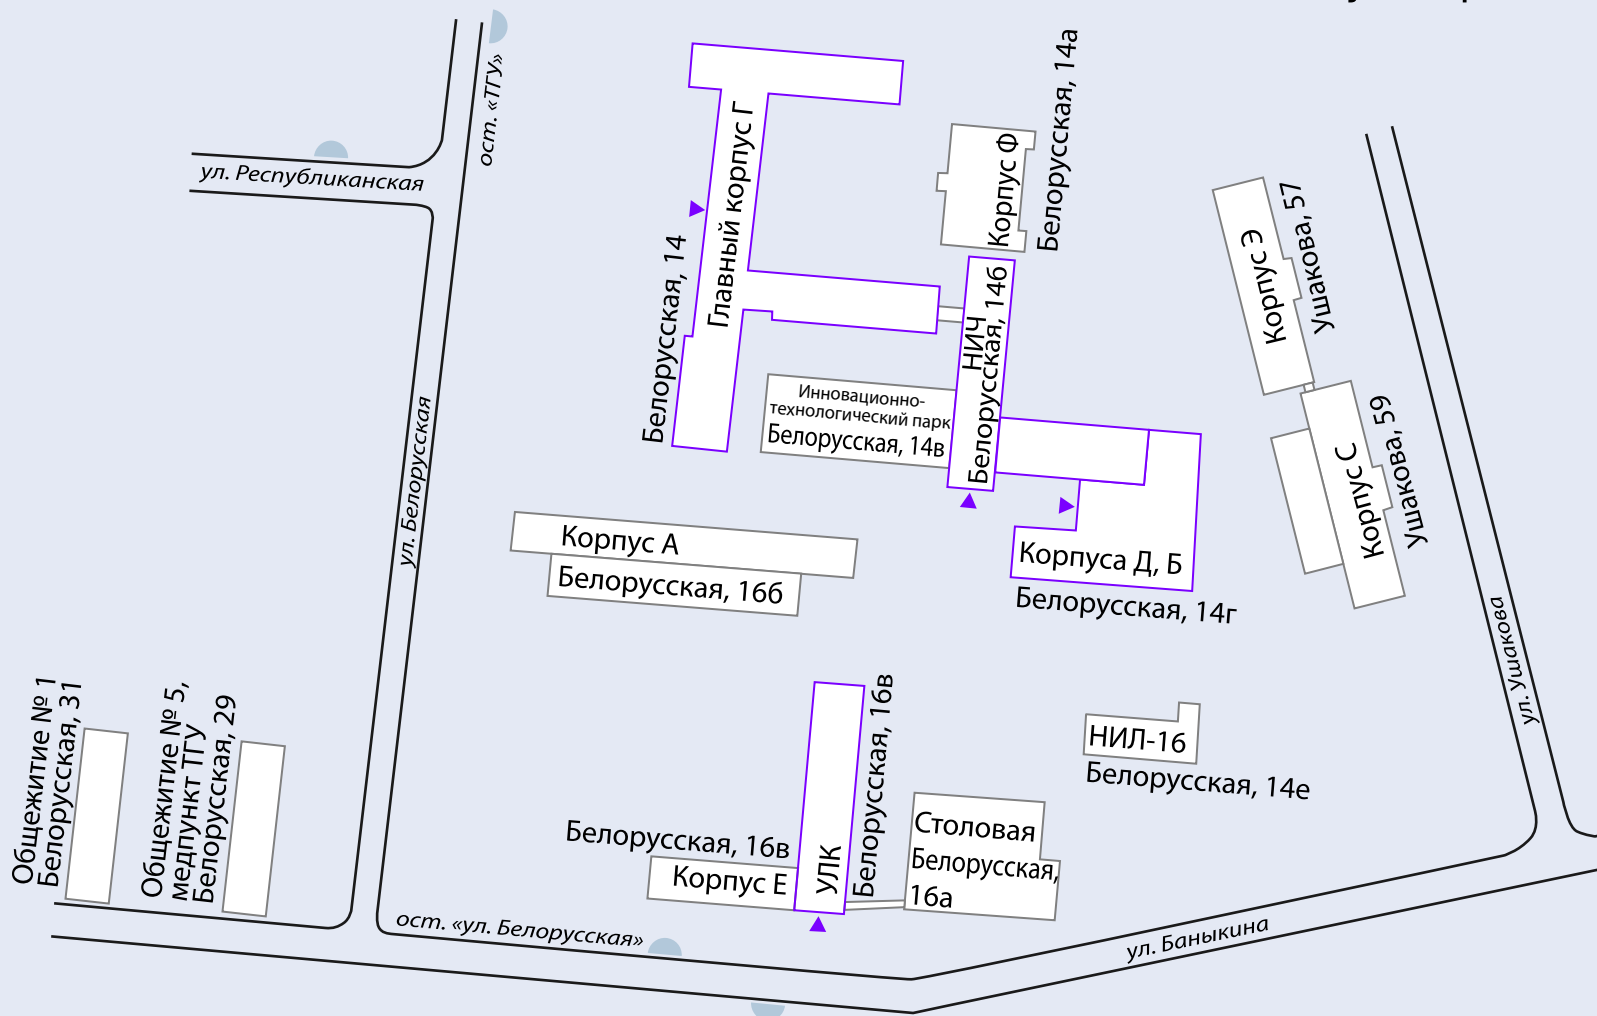 ост. «ТГУ»
ул. Республиканская
Главный корпус Г
Белорусская, 14
Корпус Ф
Белорусская, 14а
НИЧ
Белорусская, 14б
Инновационно-
технологический парк
Белорусская, 14в
Корпус Э
Ушакова, 57
Корпус С
Ушакова, 59
ул. Белорусская
Корпус А
Белорусская, 16б
Корпуса Д, Б
Белорусская, 14г
ул. Ушакова
Общежитие № 1
Белорусская, 31
Общежитие № 5,
медпункт ТГУ
Белорусская, 29
Белорусская, 16в
Корпус Е
УЛК
Белорусская, 16в
Столовая
Белорусская,
16а
НИЛ-16
Белорусская, 14е
ост. «ул. Белорусская»
ул. Баныкина